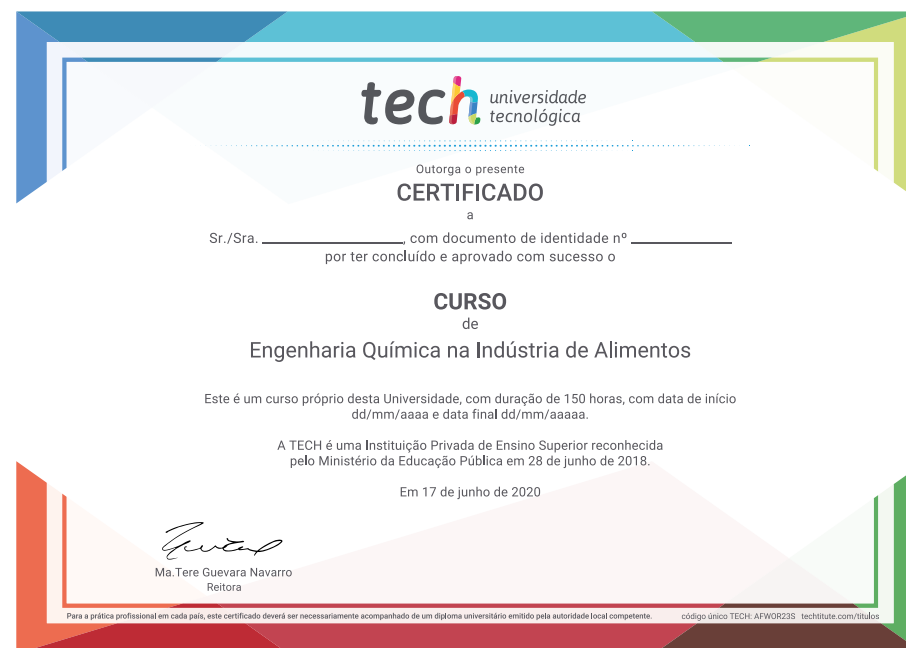 tech universidade
tecnológica
Outorga o presente
CERTIFICADO
a
Sr./Sra. ________________, com documento de identidade nº ____________
por ter concluído e aprovado com sucesso o
CURSO
de
Engenharia Química na Indústria de Alimentos
Este é um curso próprio desta Universidade, com duração de 150 horas, com data de início
dd/mm/aaaa e data final dd/mm/aaaaa.
A TECH é uma Instituição Privada de Ensino Superior reconhecida
pelo Ministério da Educação Pública em 28 de junho de 2018.
Em 17 de junho de 2020
Ma.Tere Guevara Navarro
Reitora
Para a prática profissional em cada país, este certificado deverá ser necessariamente acompanhado de um diploma universitário emitido pela autoridade local competente. código único TECH: AFWOR23S techtitute.com/titulos